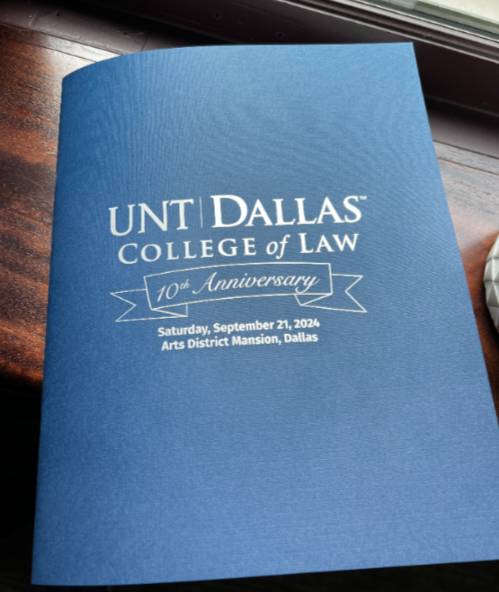 UNT | DALLAS™
COLLEGE of LAW
10th Anniversary
Saturday, September 21, 2024
Arts District Mansion, Dallas